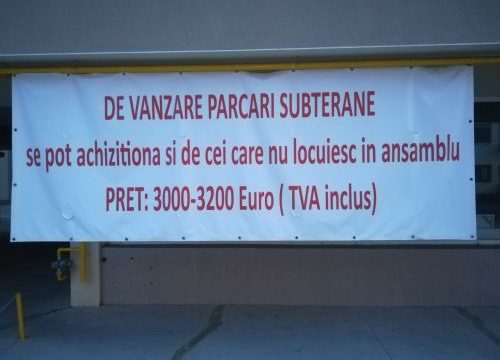 DE VANZARE PARCARI SUBTERANE
se pot achizitiona si de cei care nu locuiesc in ansamblu
PRET: 3000-3200 Euro ( TVA inclus)